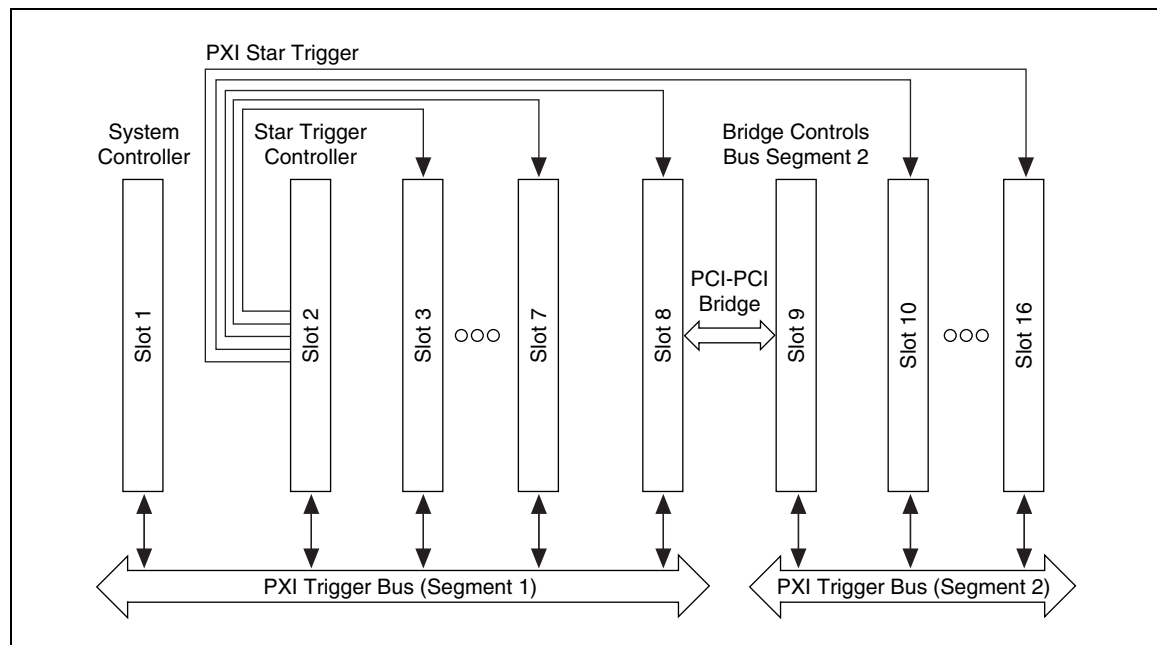 PXI Star Trigger
System
Controller
Star Trigger
Controller
Bridge Controls
Bus Segment 2
PCI-PCI
Bridge
Slot 1
Slot 2
Slot 3
Slot 7
Slot 8
Slot 9
Slot 10
Slot 16
PXI Trigger Bus (Segment 1)
PXI Trigger Bus (Segment 2)